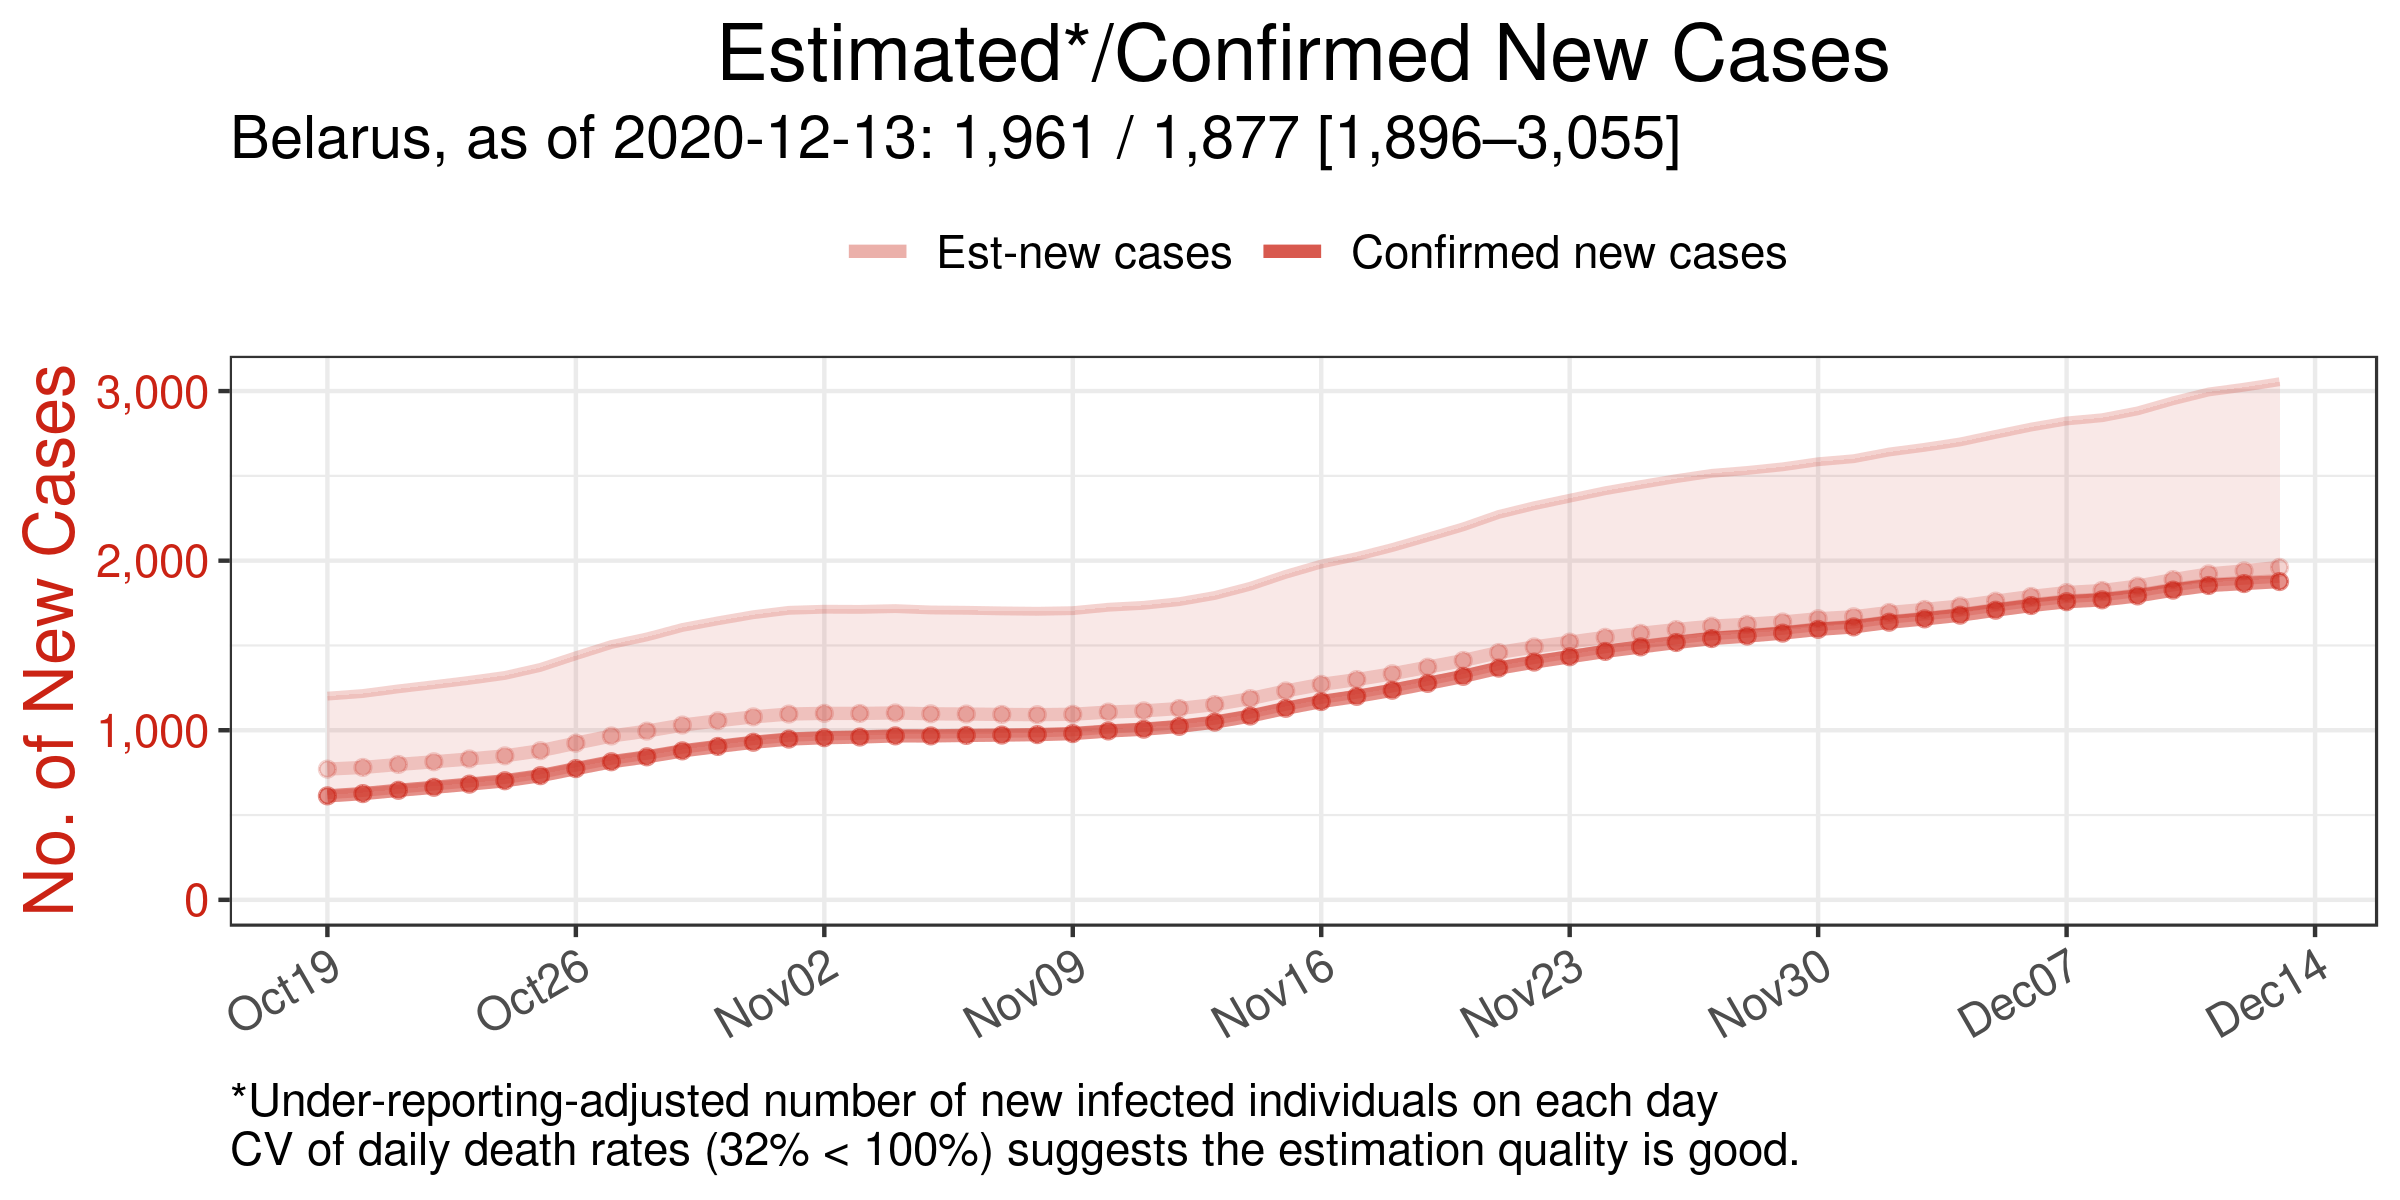 Estimated*/Confirmed New Cases
Belarus, as of 2020-12-13: 1,961 / 1,877 [1,896–3,055]
Est-new cases
Confirmed new cases
No. of New Cases
3,000
2,000
1,000
0
Oct19
Oct26
Nov02
Nov09
Nov16
Nov23
Nov30
Dec07
Dec14
*Under-reporting-adjusted number of new infected individuals on each day
CV of daily death rates (32% < 100%) suggests the estimation quality is good.